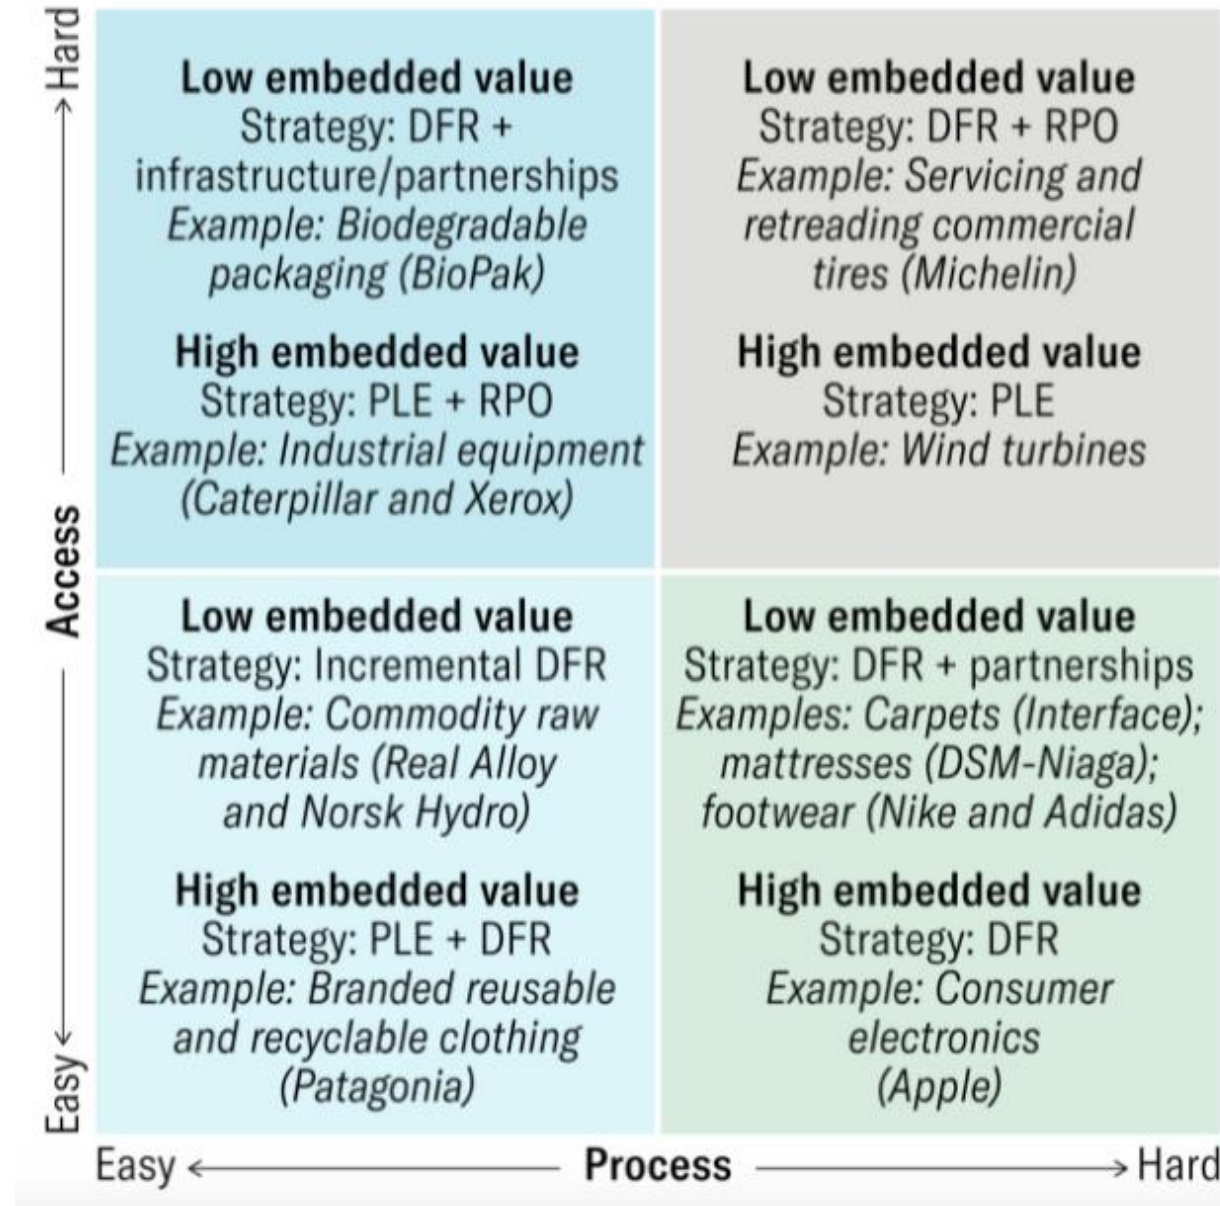 Hard
Access
Easy
Low embedded value
Strategy: DFR +
infrastructure/partnerships
Example: Biodegradable
packaging (BioPak)
High embedded value
Strategy: PLE + RPO
Example: Industrial equipment
(Caterpillar and Xerox)
Low embedded value
Strategy: DFR + RPO
Example: Servicing and
retreading commercial
tires (Michelin)
High embedded value
Strategy: PLE
Example: Wind turbines
Low embedded value
Strategy: Incremental DFR
Example: Commodity raw
materials (Real Alloy
and Norsk Hydro)
High embedded value
Strategy: PLE + DFR
Example: Branded reusable
and recyclable clothing
(Patagonia)
Low embedded value
Strategy: DFR + partnerships
Examples: Carpets (Interface);
mattresses (DSM-Niaga);
footwear (Nike and Adidas)
High embedded value
Strategy: DFR
Example: Consumer
electronics
(Apple)
Easy Process Hard